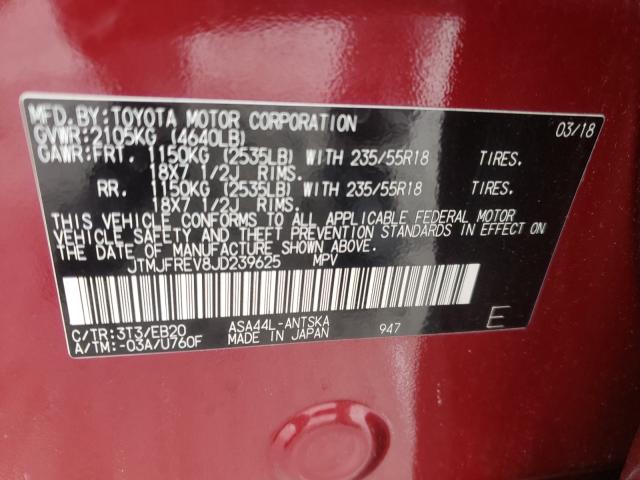 MFD.BY:TOYOTA MOTOR CORPORATION 03/18
GVWR:2105KG (4640LB)
GAWR:FRT. 1150KG (2535LB) WITH 235/55R18 TIRES.
18X7 1/2J RIMS.
RR. 1150KG (2535LB) WITH 235/55R18 TIRES.
18X7 1/2J RIMS.
THIS VEHICLE CONFORMS TO ALL APPLICABLE FEDERAL MOTOR
VEHICLE SAFETY AND THEFT PREVENTION STANDARDS IN EFFECT ON
THE DATE OF MANUFACTURE SHOWN ABOVE.
JTMJFREV8JD239625 MPV
C/TR:3T3/EB20 ASA44L-ANTSKA 947 E
A/TM:-03A/U760F MADE IN JAPAN